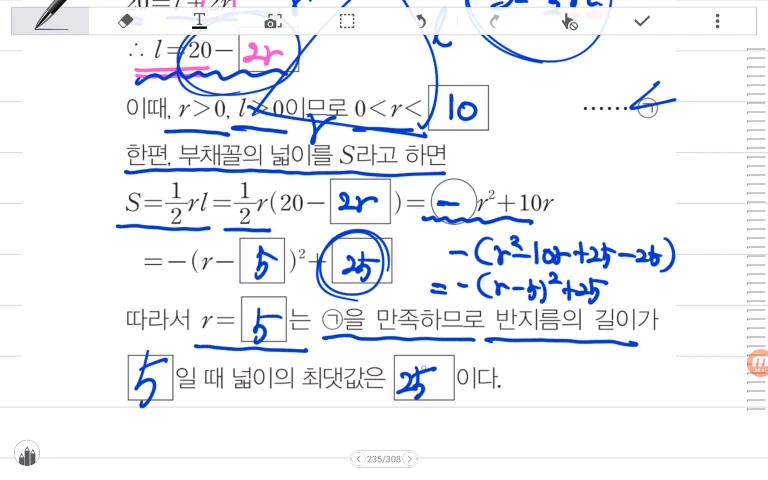 ∴ l=20− 2r
이때, r>0, l>0이므로 0<r< 10 ······㉠
한편, 부채꼴의 넓이를 S라고 하면
S=1/2rl=1/2r(20− 2r )= − r²+10r
=−(r− 5 )²+ 25
−(r²−10r+25−25)
=−(r−5)²+25
따라서 r= 5 는 ㉠을 만족하므로 반지름의 길이가
5 일 때 넓이의 최댓값은 25 이다.
235/308